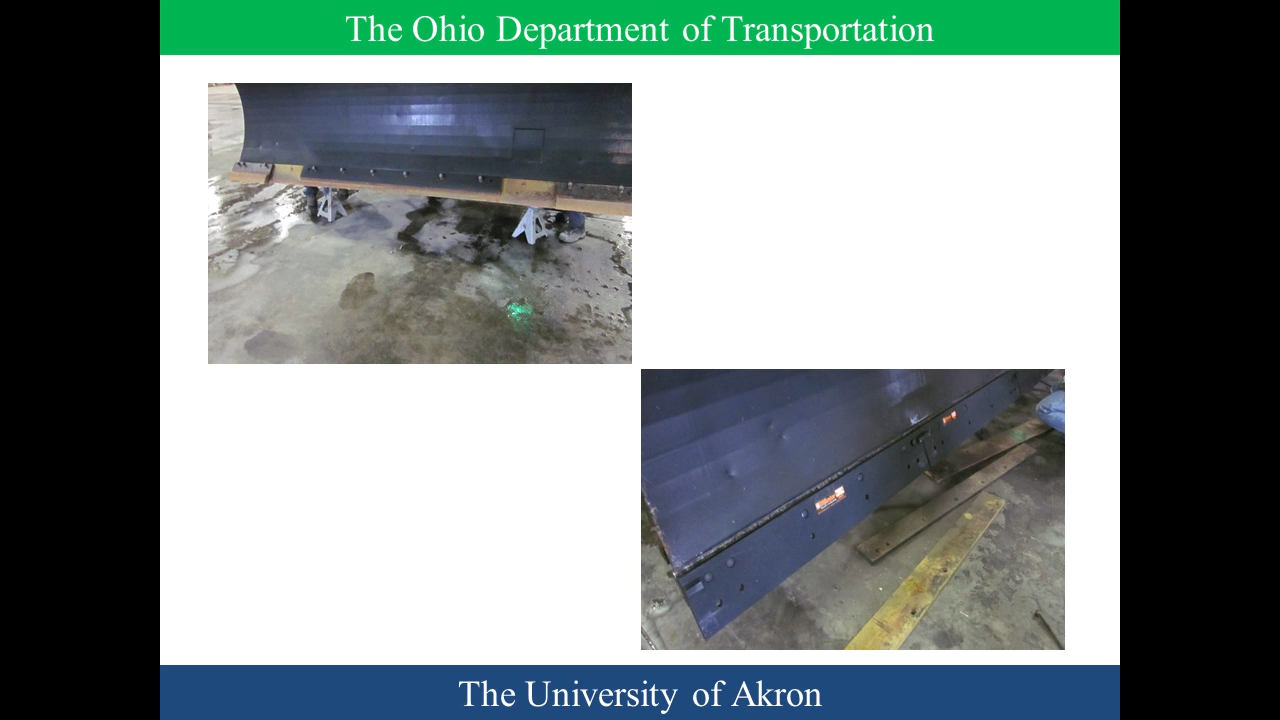 The Ohio Department of Transportation
The University of Akron